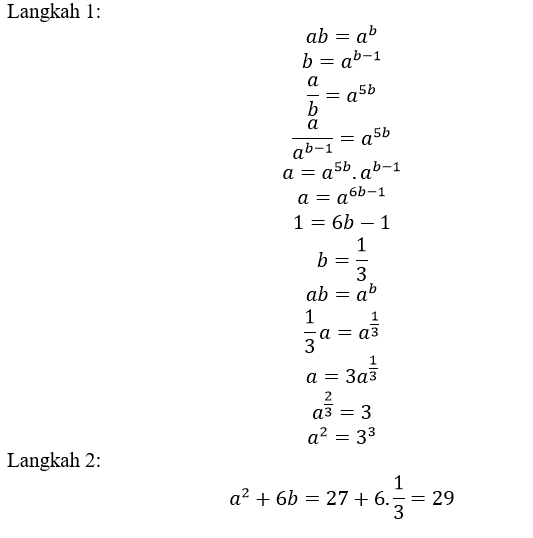 Langkah 1:
ab = a^b
b = a^{b−1}
\frac{a}{b} = a^{5b}
\frac{a}{a^{b−1}} = a^{5b}
a = a^{5b}. a^{b−1}
a = a^{6b−1}
1 = 6b − 1
b = \frac{1}{3}
ab = a^b
\frac{1}{3}a = a^{\frac{1}{3}}
a = 3a^{\frac{1}{3}}
a^{\frac{2}{3}} = 3
a^2 = 3^3
Langkah 2:
a^2 + 6b = 27 + 6.\frac{1}{3} = 29